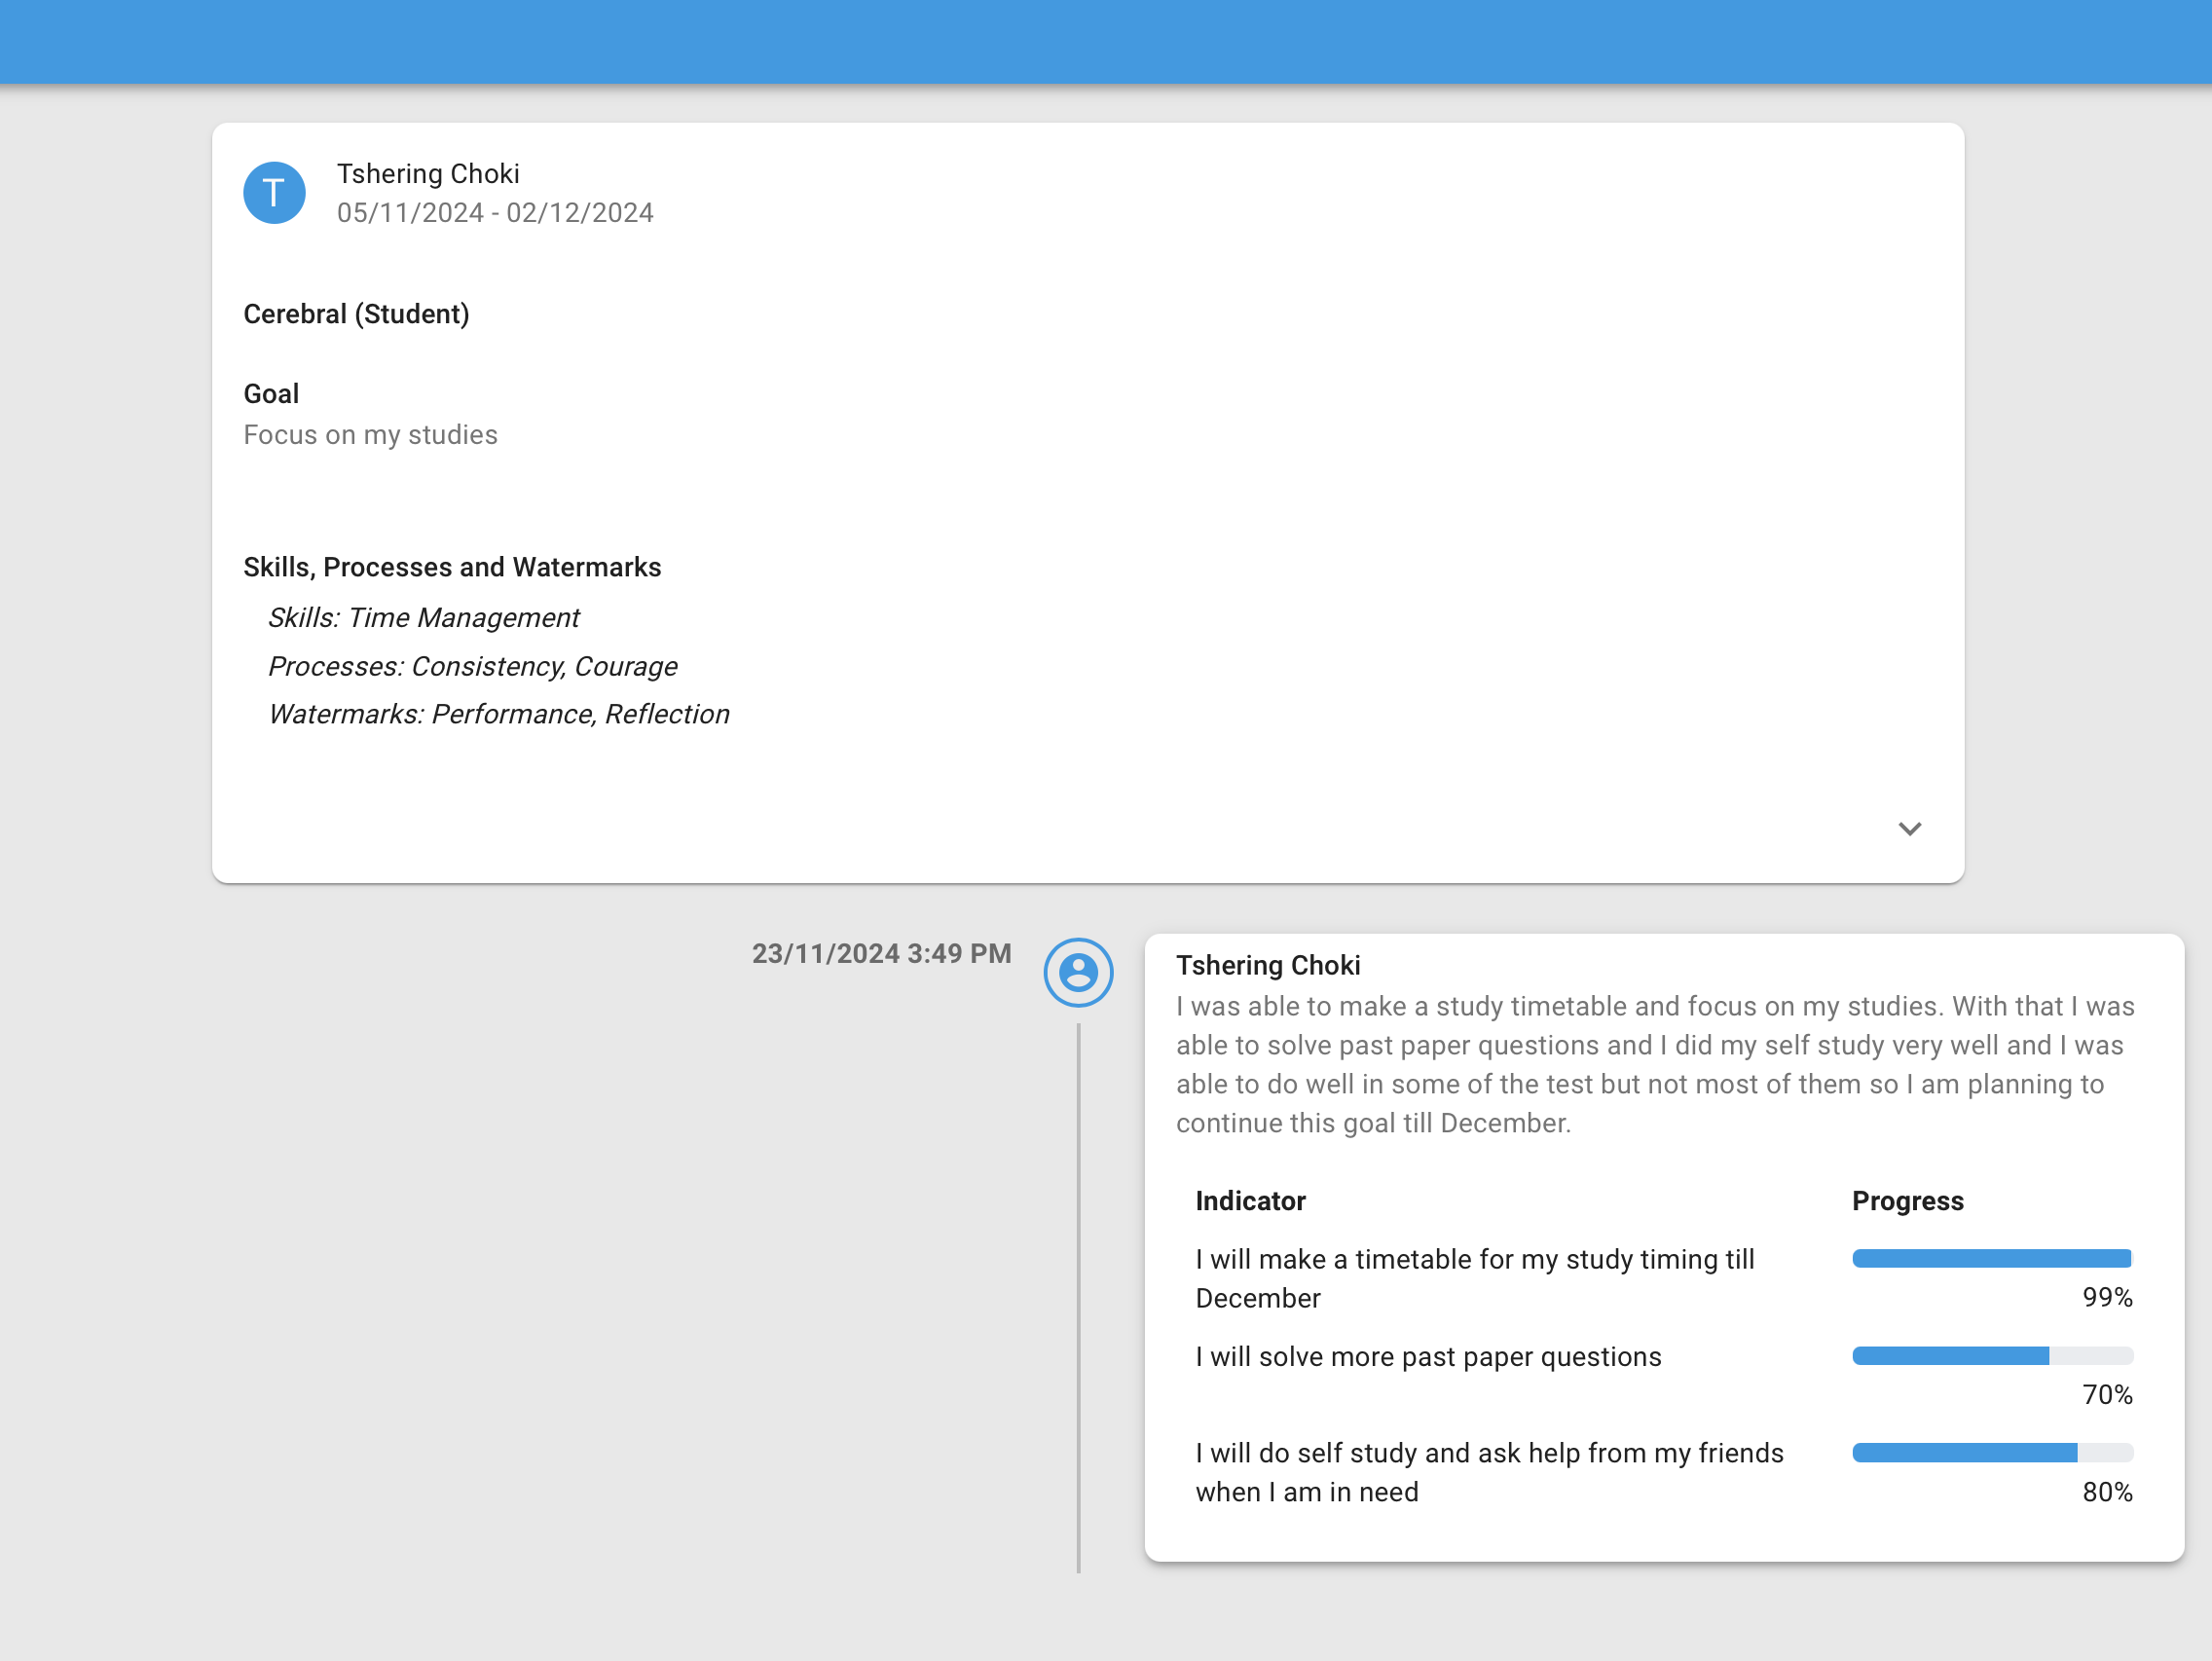 T
Tshering Choki
05/11/2024 - 02/12/2024
Cerebral (Student)
Goal
Focus on my studies
Skills, Processes and Watermarks
Skills: Time Management
Processes: Consistency, Courage
Watermarks: Performance, Reflection
23/11/2024 3:49 PM
Tshering Choki
I was able to make a study timetable and focus on my studies. With that I was
able to solve past paper questions and I did my self study very well and I was
able to do well in some of the test but not most of them so I am planning to
continue this goal till December.
Indicator
Progress
I will make a timetable for my study timing till
December
99%
I will solve more past paper questions
70%
I will do self study and ask help from my friends
when I am in need
80%